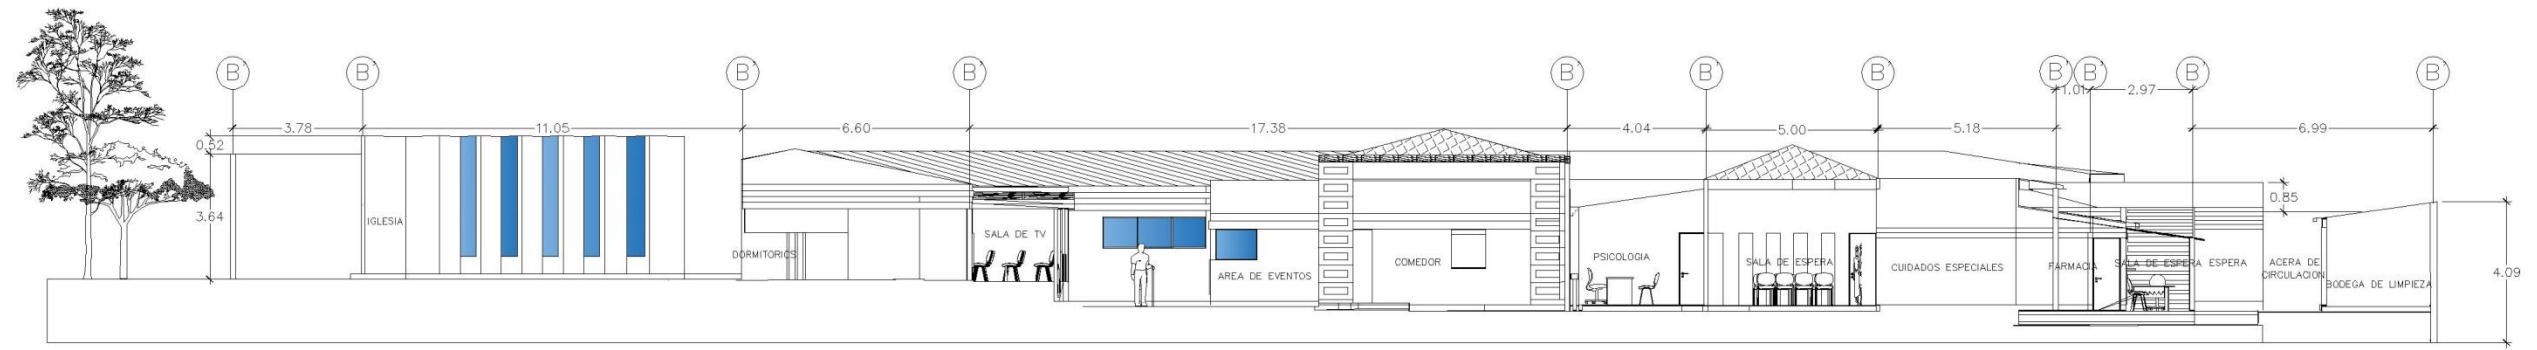 B' B' B' B' B' B' B' B' B' B' B'
1.01 2.97
3.78 11.05 6.60 17.38 4.04 5.00 5.18 6.99
0.52
0.85
3.64
IGLESIA
SALA DE TV
DORMITORIOS
PSICOLOGIA
COMEDOR
SALA DE ESPERA
CUIDADOS ESPECIALES
FARMACIA
SALA DE ESPERA
ESPERA
ACERA DE
CIRCULACION
AREA DE EVENTOS
BODEGA DE LIMPIEZA
4.09